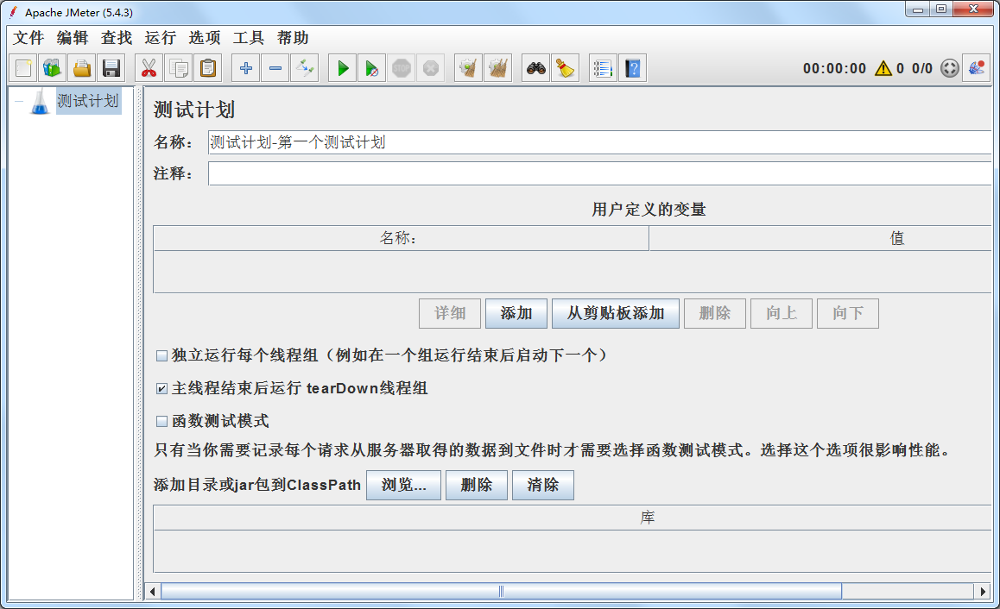 Apache JMeter (5.4.3)
文件 编辑 查找 运行 选项 工具 帮助
STOP 00:00:00 0 0/0
测试计划
测试计划
名称： 测试计划-第一个测试计划
注释：
用户定义的变量
名称： 值
详细 添加 从剪贴板添加 删除 向上 向下
独立运行每个线程组（例如在一个组运行结束后启动下一个）
主线程结束后运行 tearDown线程组
函数测试模式
只有当你需要记录每个请求从服务器取得的数据到文件时才需要选择函数测试模式。选择这个选项很影响性能。
添加目录或jar包到ClassPath 浏览... 删除 清除
库